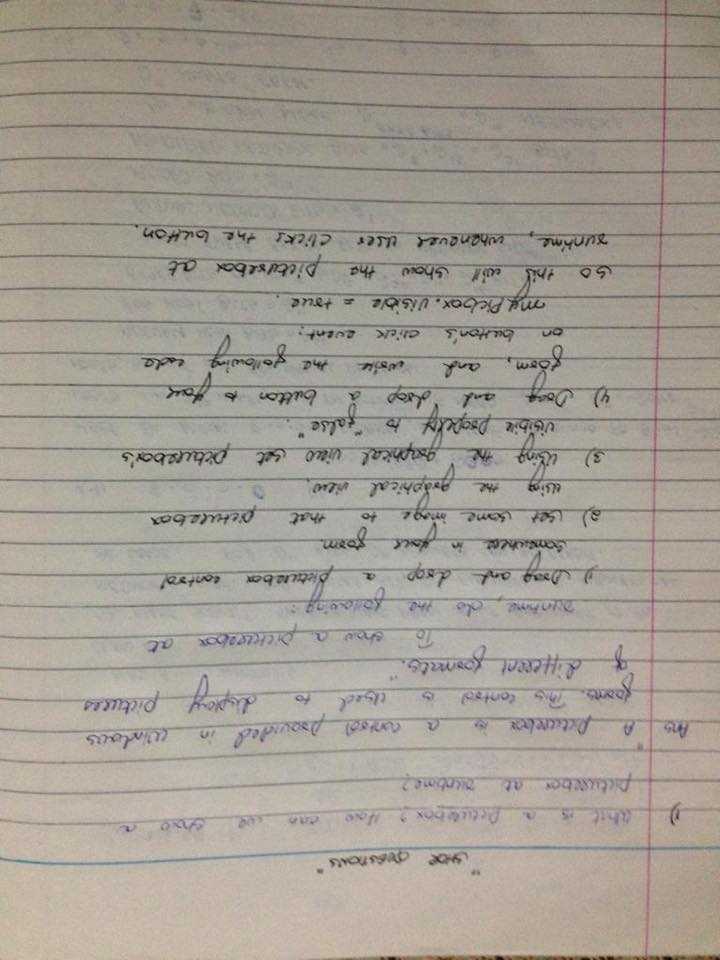 "STAR QUESTIONS"
1) What is a picturebox? How can we show a
picturebox at runtime?
Ans " A picturebox is a control provided in windows
forms. This control is used to display pictures
of different formats."
To show a picturebox at
runtime, do the following:
1) Drag and drop a picturebox control
somewhere in your form
2) Set some image to that picturebox
using the graphical view.
3) Using the graphical view set picturebox's
visible property to "false".
4) Drag and drop a button to your
form, and write the following code
on button's click event:
myPicbox.visible = true.
so this will show the picturebox at
runtime, whenever user clicks the button.